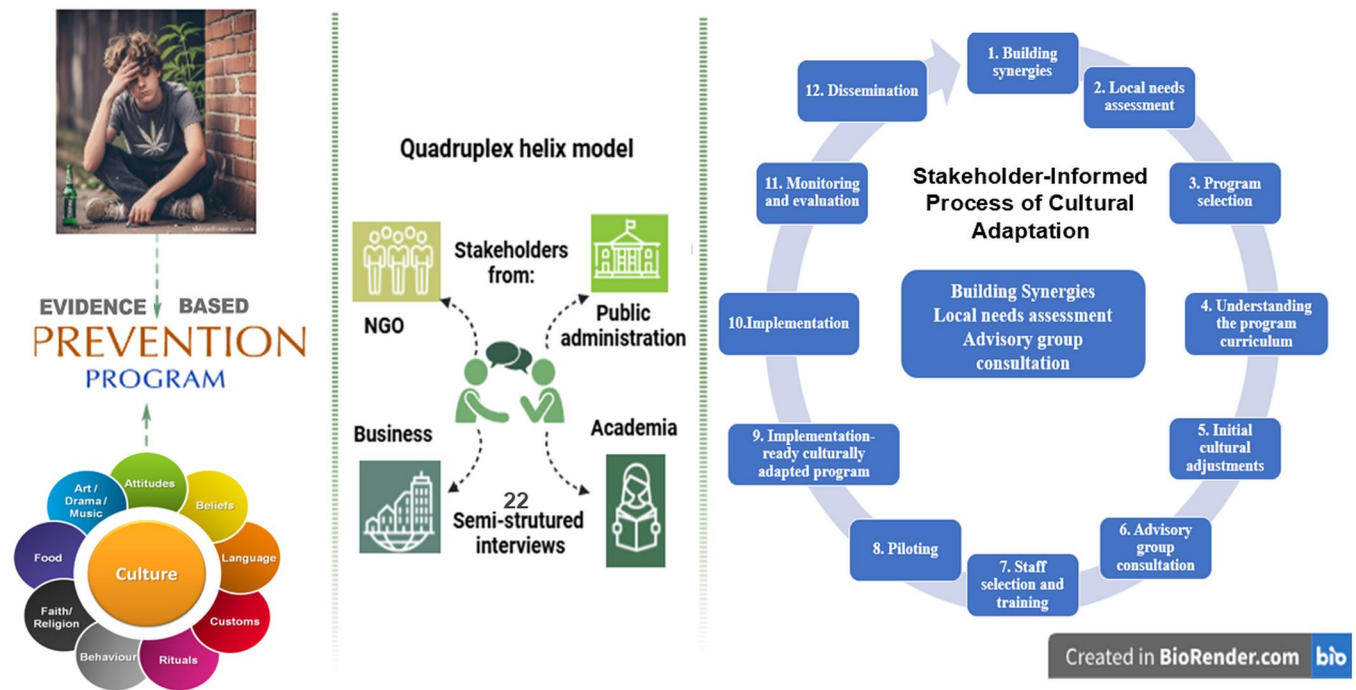 EVIDENCE BASED
PREVENTION
PROGRAM
Attitudes
Beliefs
Language
Customs
Rituals
Behaviour
Faith/
Religion
Food
Art /
Drama/
Music
Culture
Quadruplex helix model
Stakeholders
from:
NGO
Public
administration
Business
Academia
22
Semi-strutured
interviews
1. Building
synergies
2. Local needs
assessment
3. Program
selection
4. Understanding
the program
curriculum
5. Initial
cultural
adjustments
6. Advisory
group
consultation
7. Staff
selection and
training
8. Piloting
9. Implementation-
ready culturally
adapted program
10.Implementation
11. Monitoring
and evaluation
12. Dissemination
Stakeholder-Informed
Process of Cultural
Adaptation
Building Synergies
Local needs assessment
Advisory group
consultation
Created in BioRender.com bio